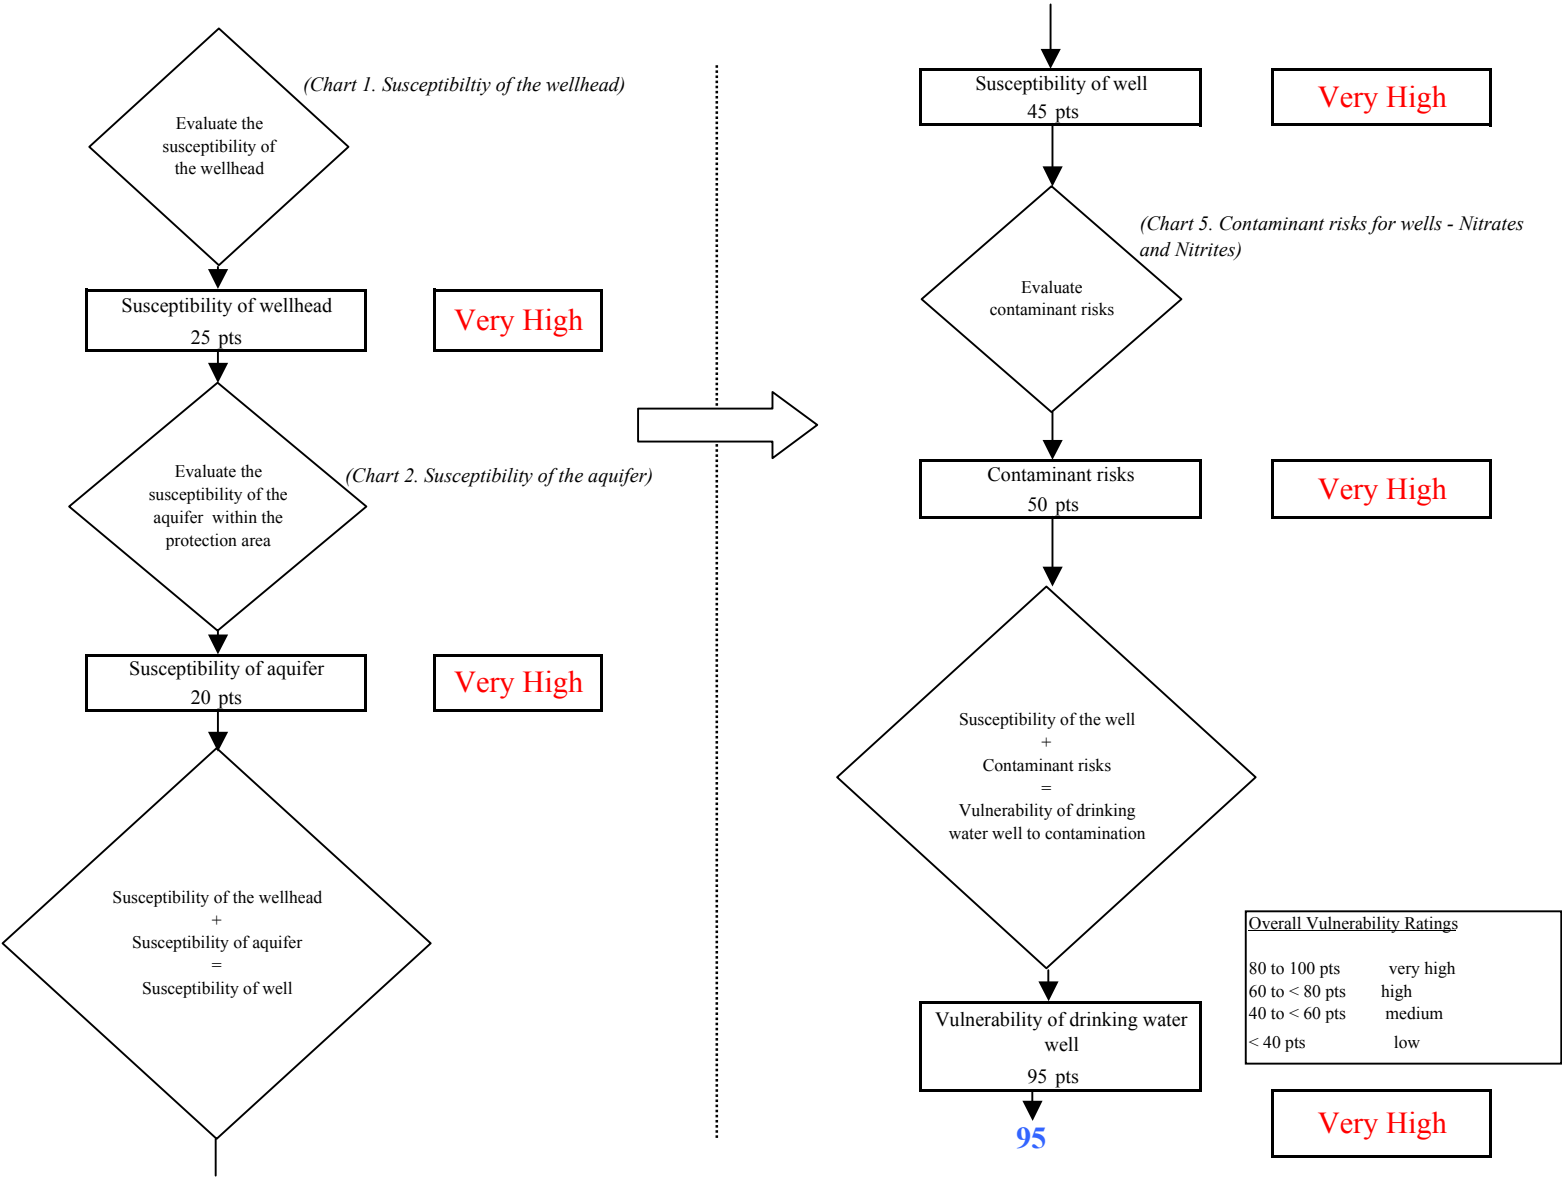 (Chart 1. Susceptibiltiy of the wellhead)
Evaluate the
susceptibility of
the wellhead
Susceptibility of wellhead
25 pts
Very High
Evaluate the
susceptibility of the
aquifer within the
protection area
(Chart 2. Susceptibility of the aquifer)
Susceptibility of aquifer
20 pts
Very High
Susceptibility of the wellhead
+
Susceptibility of aquifer
=
Susceptibility of well
Susceptibility of well
45 pts
Very High
(Chart 5. Contaminant risks for wells - Nitrates
and Nitrites)
Evaluate
contaminant risks
Contaminant risks
50 pts
Very High
Susceptibility of the well
+
Contaminant risks
=
Vulnerability of drinking
water well to contamination
Overall Vulnerability Ratings
80 to 100 pts very high
60 to < 80 pts high
40 to < 60 pts medium
< 40 pts low
Vulnerability of drinking water
well
95 pts
95
Very High